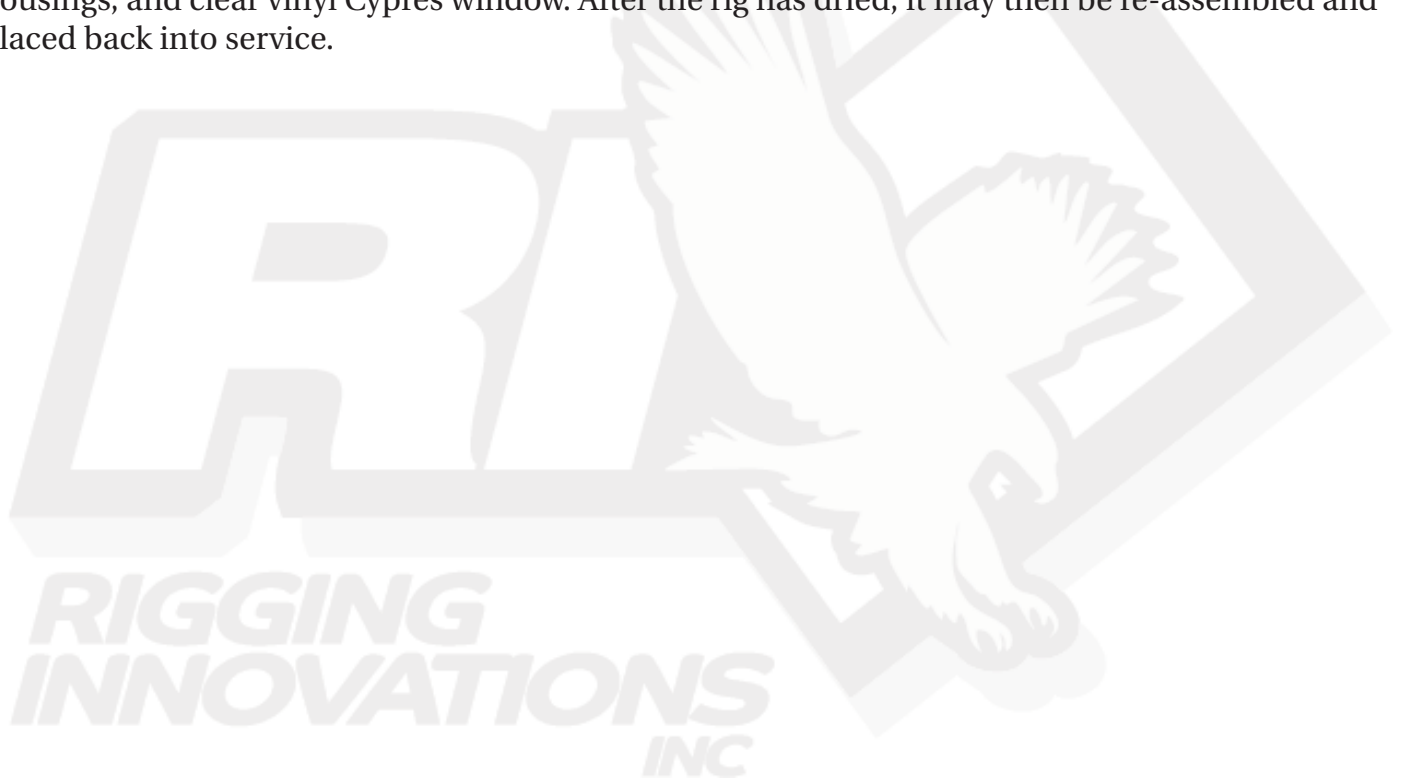 ousings, and clear vinyl Cypres window. After the rig has dried, it may then be re-assembled and
laced back into service.
RI
RIGGING
INNOVATIONS
INC